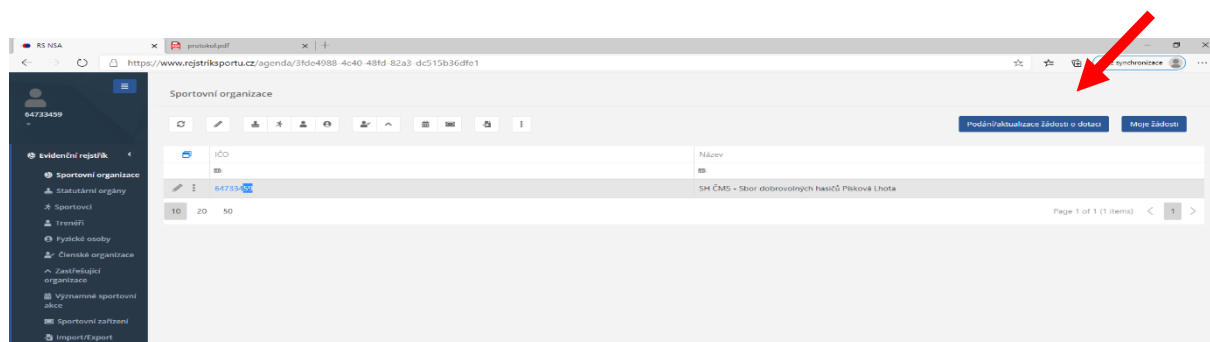 RS NSA
protokol.pdf
https://www.rejstriksportu.cz/agenda/3fde4988-4c40-48fd-82a3-dc515b36dfe1
synchronizace
64733459
Sportovní organizace
Podání/aktualizace žádosti o dotaci
Moje žádosti
Evidenční rejstřík
Sportovní organizace
Statutární orgány
Sportovci
Trenéři
Fyzické osoby
Členské organizace
Zastřešující
organizace
Významné sportovní
akce
Sportovní zařízení
Import/Export
IČO
Název
64733459
SH ČMS - Sbor dobrovolných hasičů Písková Lhota
10 20 50
Page 1 of 1 (1 items) < 1 >